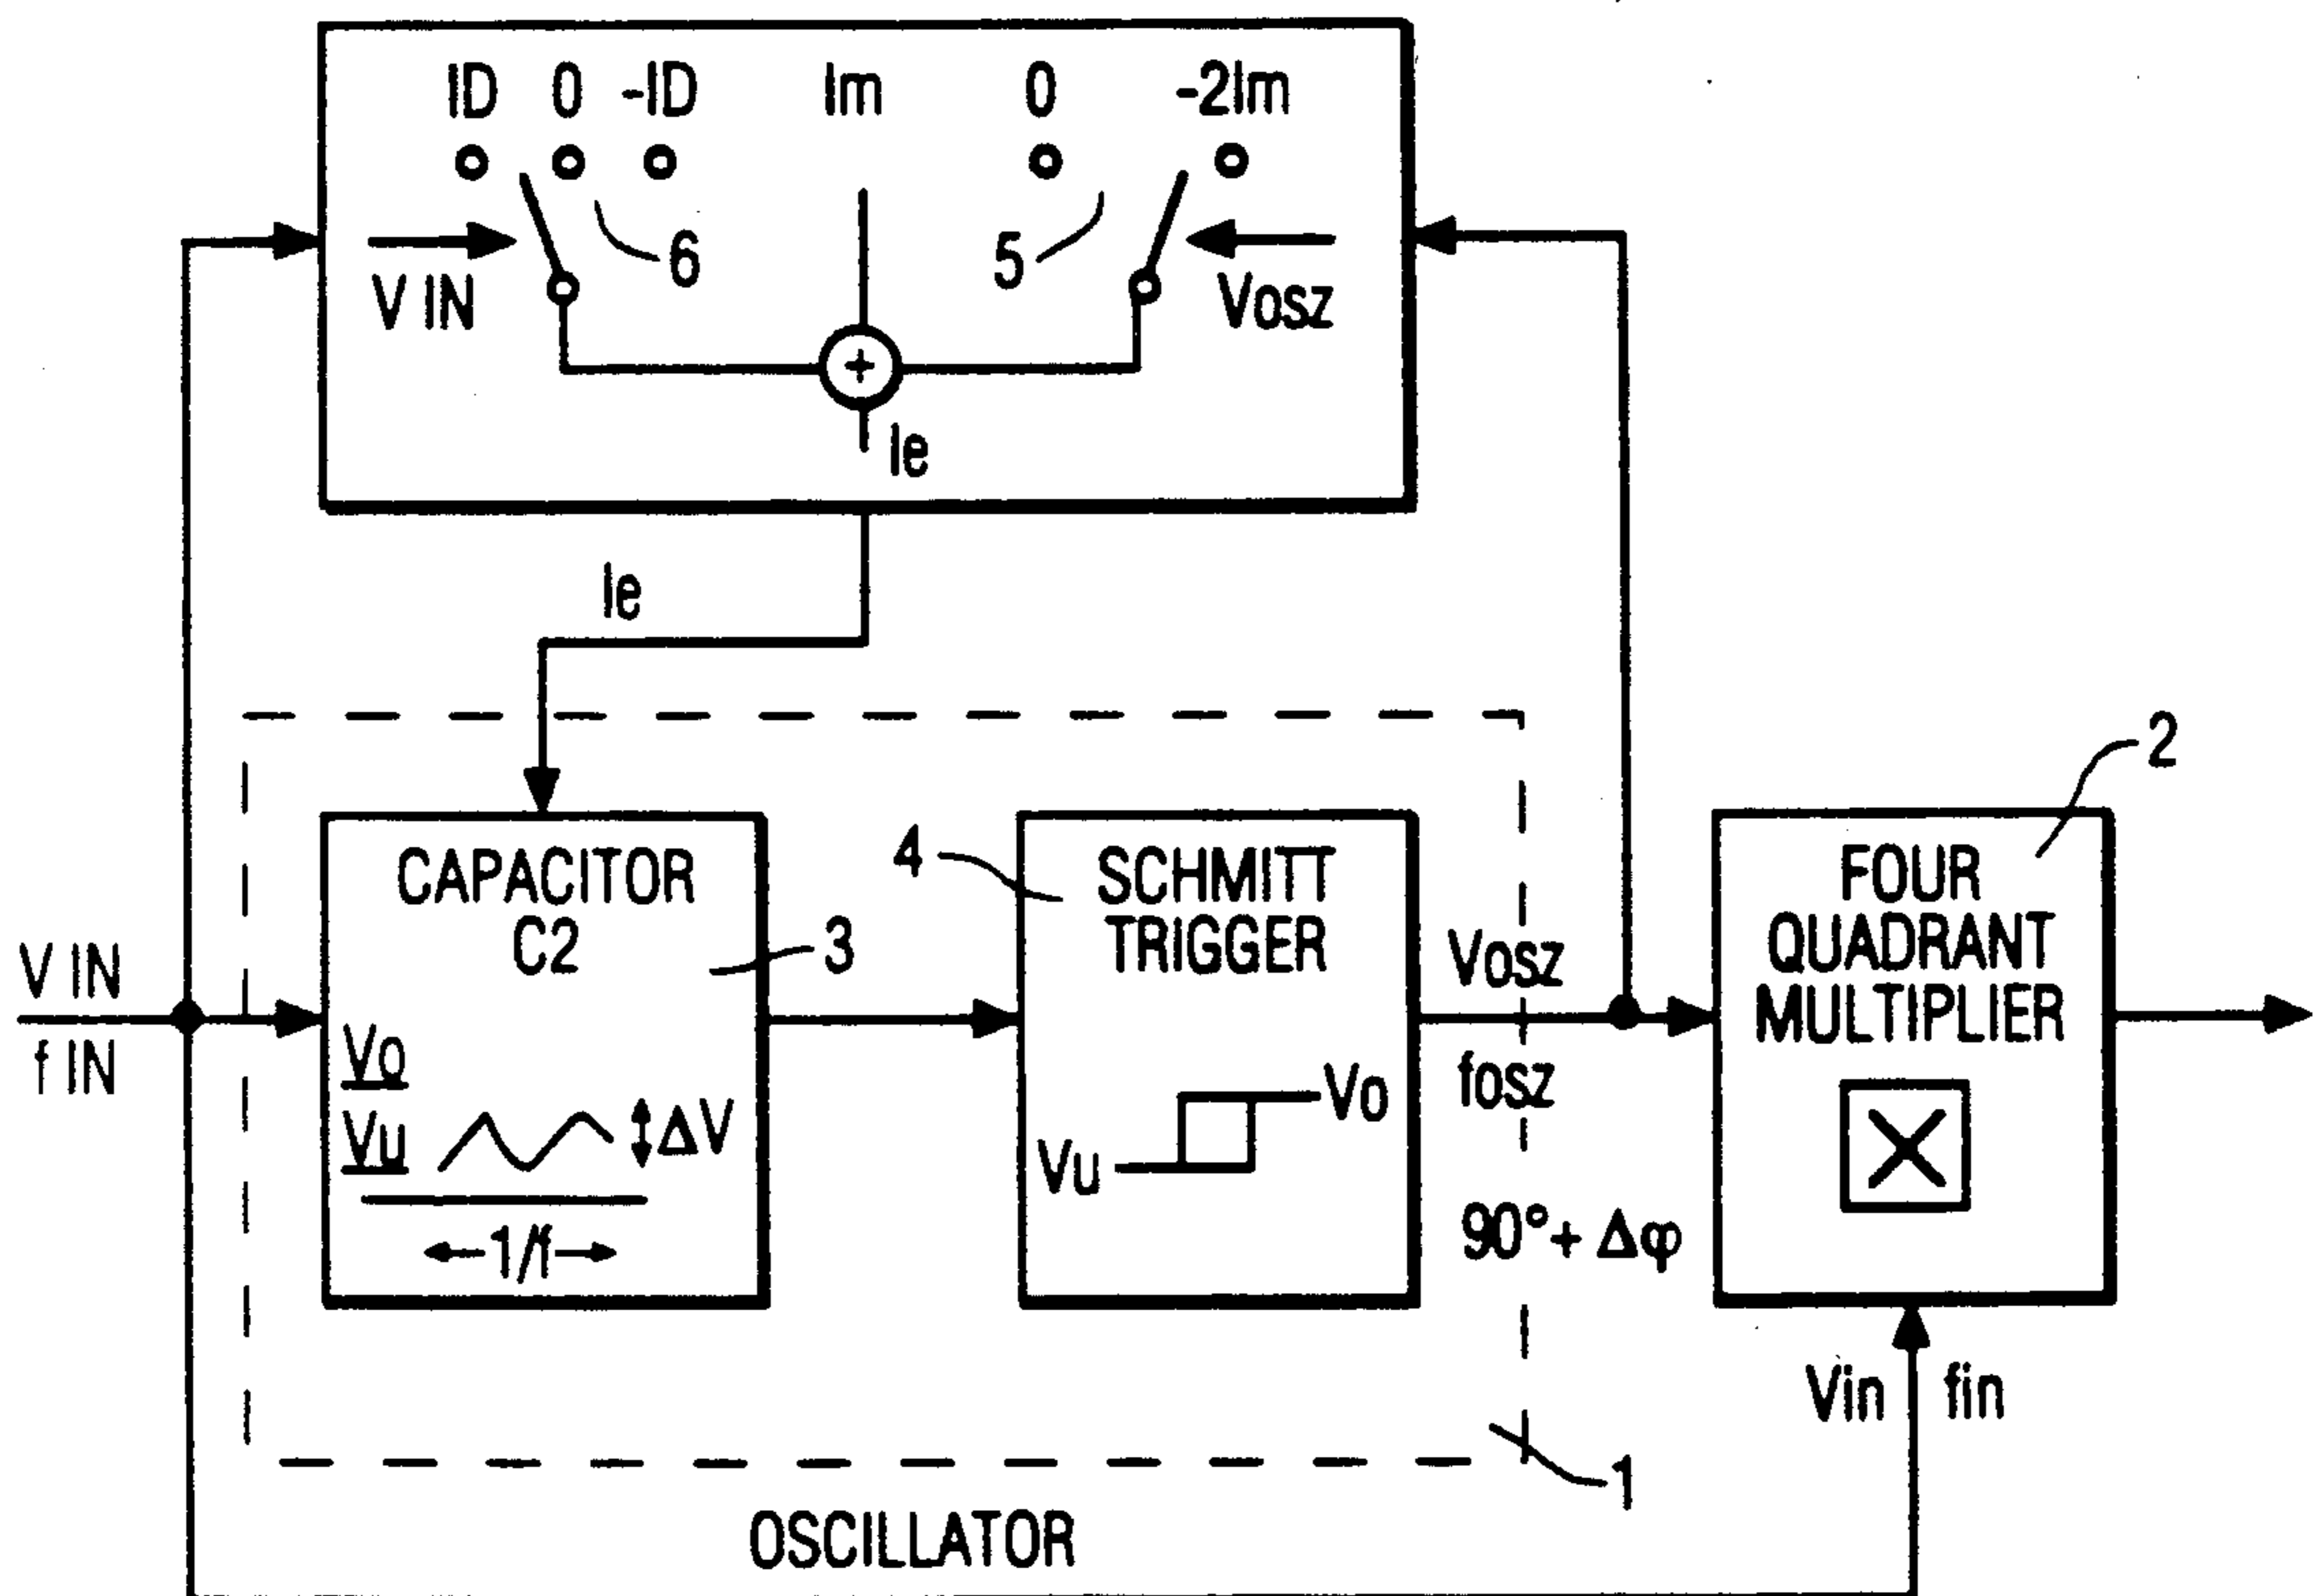 ID 0 -ID Im 0 -2Im
6
5
V IN
Vosz
+
Ie
Ie
2
CAPACITOR
C2
3
4
SCHMITT
TRIGGER
FOUR
QUADRANT
MULTIPLIER
V IN
f IN
Vo
Vu
ΔV
1/f
Vo
Vu
Vosz
fosz
90°+ Δφ
Vin fin
1
OSCILLATOR